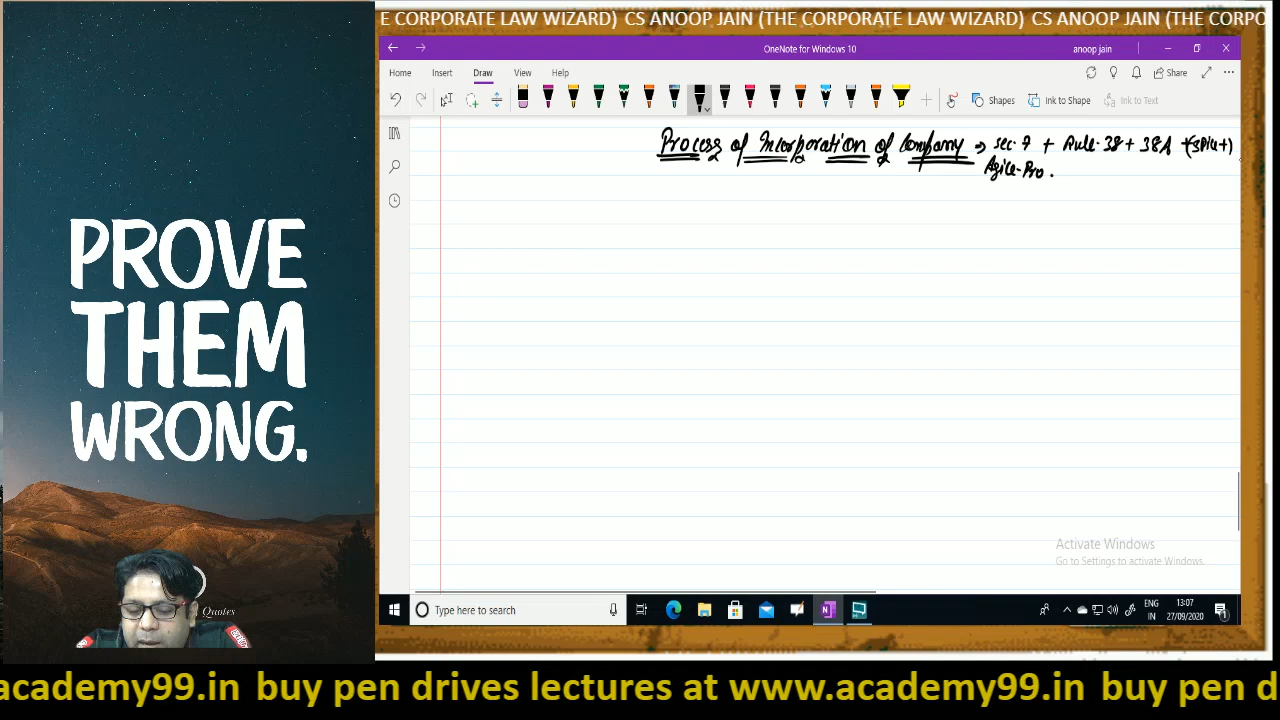 E CORPORATE LAW WIZARD) CS ANOOP JAIN (THE CORPORATE LAW WIZARD) CS ANOOP JAIN (THE CORPO
OneNote for Windows 10
anoop jain
Home Insert Draw View Help
Share
Shapes
Ink to Shape
Ink to Text
Process of Incorporation of Company ⇒ Sec. 7 + Rule-38 + 38A + (Spice+)
Agile-Pro.
PROVE
THEM
WRONG.
Quotes
Activate Windows
Go to Settings to activate Windows.
Type here to search
ENG
IN
13:07
27/09/2020
1
academy99.in buy pen drives lectures at www.academy99.in buy pen d